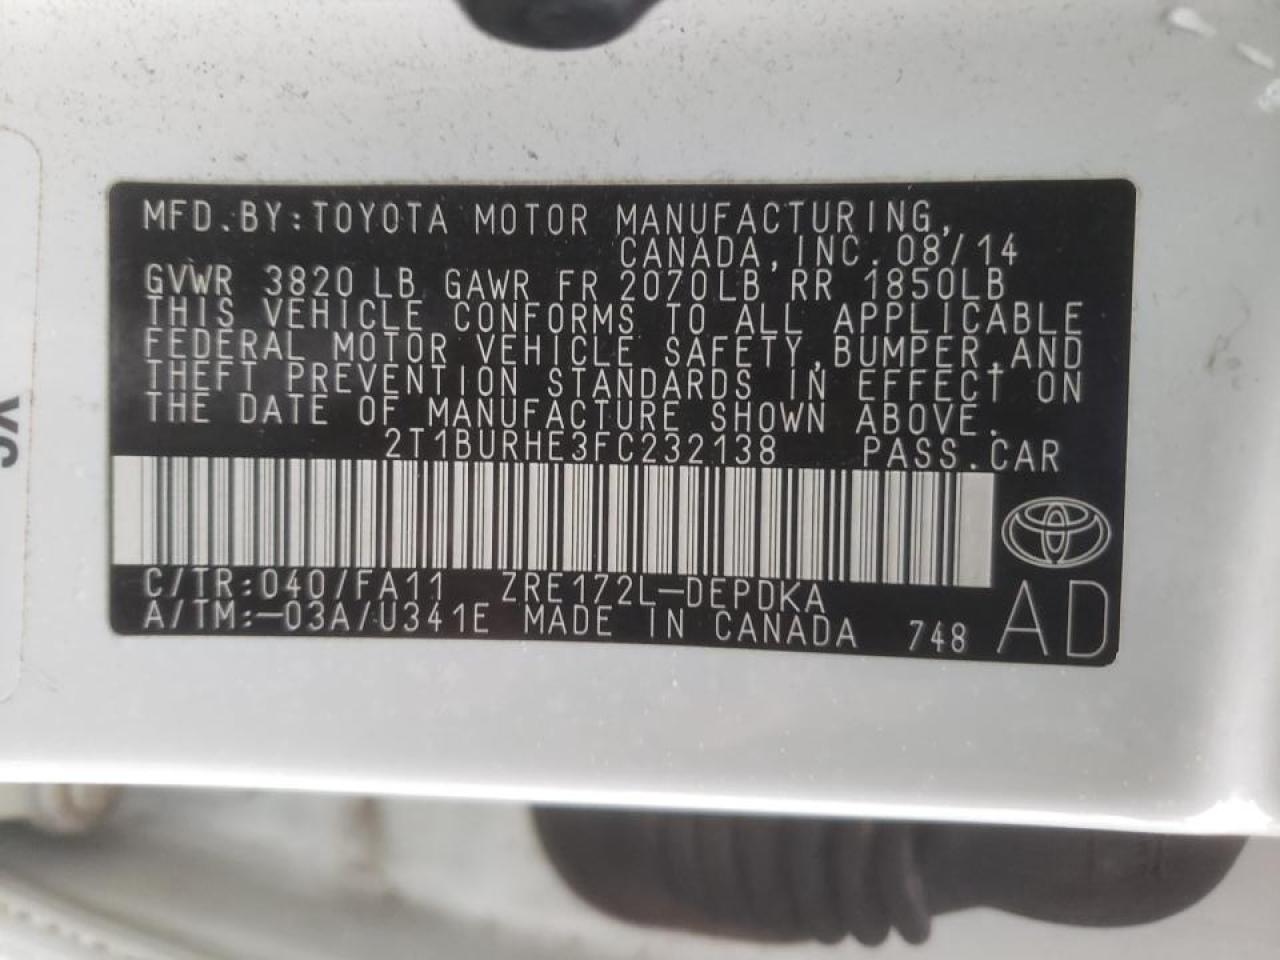 MFD.BY:TOYOTA MOTOR MANUFACTURING,
CANADA,INC.08/14
GVWR 3820LB GAWR FR 2070LB RR 1850LB
THIS VEHICLE CONFORMS TO ALL APPLICABLE
FEDERAL MOTOR VEHICLE SAFETY,BUMPER,AND
THEFT PREVENTION STANDARDS IN EFFECT ON
THE DATE OF MANUFACTURE SHOWN ABOVE.
2T1BURHE3FC232138 PASS.CAR
C/TR:040/FA11 ZRE172L-DEPDKA
A/TM:-03A/U341E MADE IN CANADA 748 AD